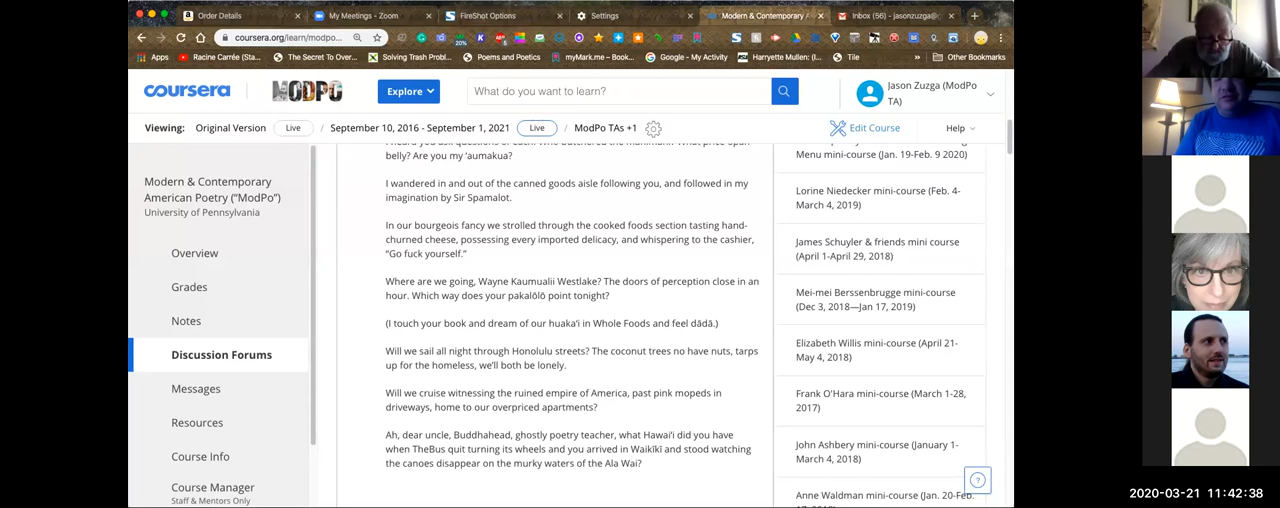 Order Details
My Meetings - Zoom
FireShot Options
Settings
Modern & Contemporary A
Inbox (56) - jasonzuzga@
coursera.org/learn/modpo...
20%
Apps
Racine Carrée (St...
The Secret To Over...
Solving Trash Probl...
Poems and Poetics
myMark.me – Book...
Google - My Activity
Harryette Mullen: (I...
Tile
Other Bookmarks
coursera
MODPO
Explore
What do you want to learn?
Jason Zuzga (ModPo
TA)
Viewing:
Original Version
Live
/ September 10, 2016 - September 1, 2021
Live
/ ModPo TAs +1
Edit Course
Help
Modern & Contemporary
American Poetry ("ModPo")
University of Pennsylvania
Overview
Grades
Notes
Discussion Forums
Messages
Resources
Course Info
Course Manager
Staff & Mentors Only
belly? Are you my 'aumakua?
I wandered in and out of the canned goods aisle following you, and followed in my
imagination by Sir Spamalot.
In our bourgeois fancy we strolled through the cooked foods section tasting hand-
churned cheese, possessing every imported delicacy, and whispering to the cashier,
"Go fuck yourself."
Where are we going, Wayne Kaumualii Westlake? The doors of perception close in an
hour. Which way does your pakalōlō point tonight?
(I touch your book and dream of our huaka'i in Whole Foods and feel dādā.)
Will we sail all night through Honolulu streets? The coconut trees no have nuts, tarps
up for the homeless, we'll both be lonely.
Will we cruise witnessing the ruined empire of America, past pink mopeds in
driveways, home to our overpriced apartments?
Ah, dear uncle, Buddhahead, ghostly poetry teacher, what Hawai'i did you have
when TheBus quit turning its wheels and you arrived in Waikīkī and stood watching
the canoes disappear on the murky waters of the Ala Wai?
Menu mini-course (Jan. 19-Feb. 9 2020)
Lorine Niedecker mini-course (Feb. 4-
March 4, 2019)
James Schuyler & friends mini course
(April 1-April 29, 2018)
Mei-mei Berssenbrugge mini-course
(Dec 3, 2018—Jan 17, 2019)
Elizabeth Willis mini-course (April 21-
May 4, 2018)
Frank O'Hara mini-course (March 1-28,
2017)
John Ashbery mini-course (January 1-
March 4, 2018)
Anne Waldman mini-course (Jan. 20-Feb.
?
2020-03-21 11:42:38